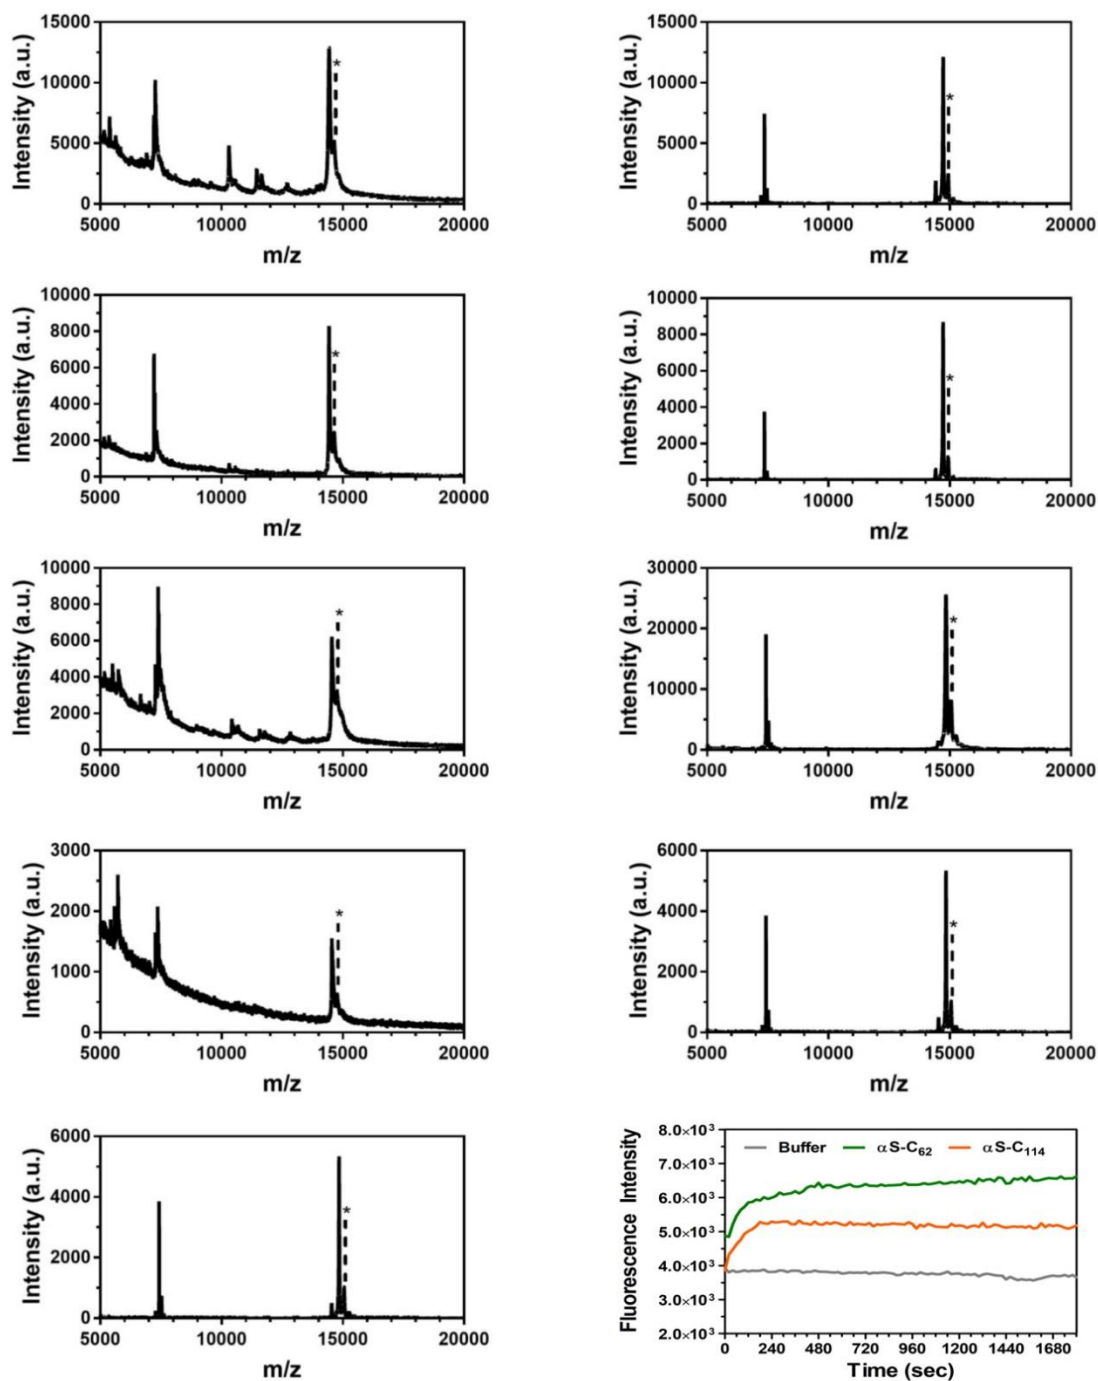 Intensity (a.u.)
15000
10000
5000
0
*
5000 10000 15000 20000
m/z
Intensity (a.u.)
15000
10000
5000
0
*
5000 10000 15000 20000
m/z
Intensity (a.u.)
10000
8000
6000
4000
2000
0
*
5000 10000 15000 20000
m/z
Intensity (a.u.)
10000
8000
6000
4000
2000
0
*
5000 10000 15000 20000
m/z
Intensity (a.u.)
10000
8000
6000
4000
2000
0
*
5000 10000 15000 20000
m/z
Intensity (a.u.)
30000
20000
10000
0
*
5000 10000 15000 20000
m/z
Intensity (a.u.)
3000
2000
1000
0
*
5000 10000 15000 20000
m/z
Intensity (a.u.)
6000
4000
2000
0
*
5000 10000 15000 20000
m/z
Intensity (a.u.)
6000
4000
2000
0
*
5000 10000 15000 20000
m/z
Fluorescence Intensity
8.0×10³
7.0×10³
6.0×10³
5.0×10³
4.0×10³
3.0×10³
2.0×10³
Buffer αS-C₆₂ αS-C₁₁₄
0 240 480 720 960 1200 1440 1680
Time (sec)